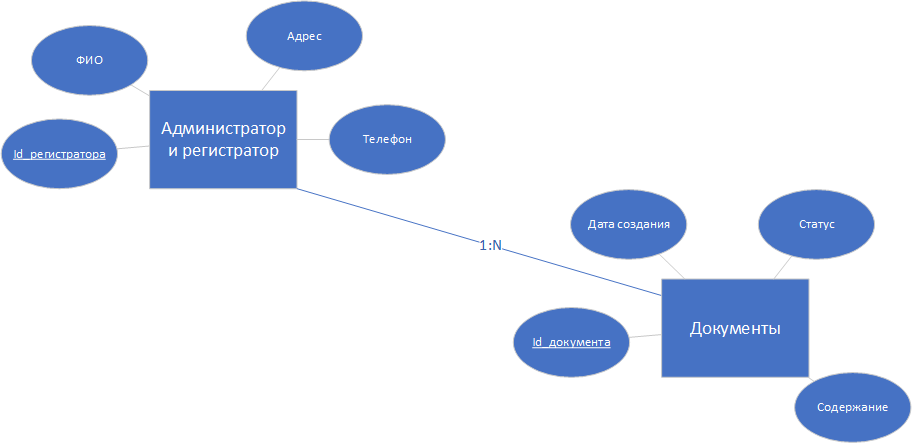 Адрес
ФИО
Администратор
и регистратор
Телефон
Id_регистратора
1:N
Дата создания
Статус
Документы
Id_документа
Содержание